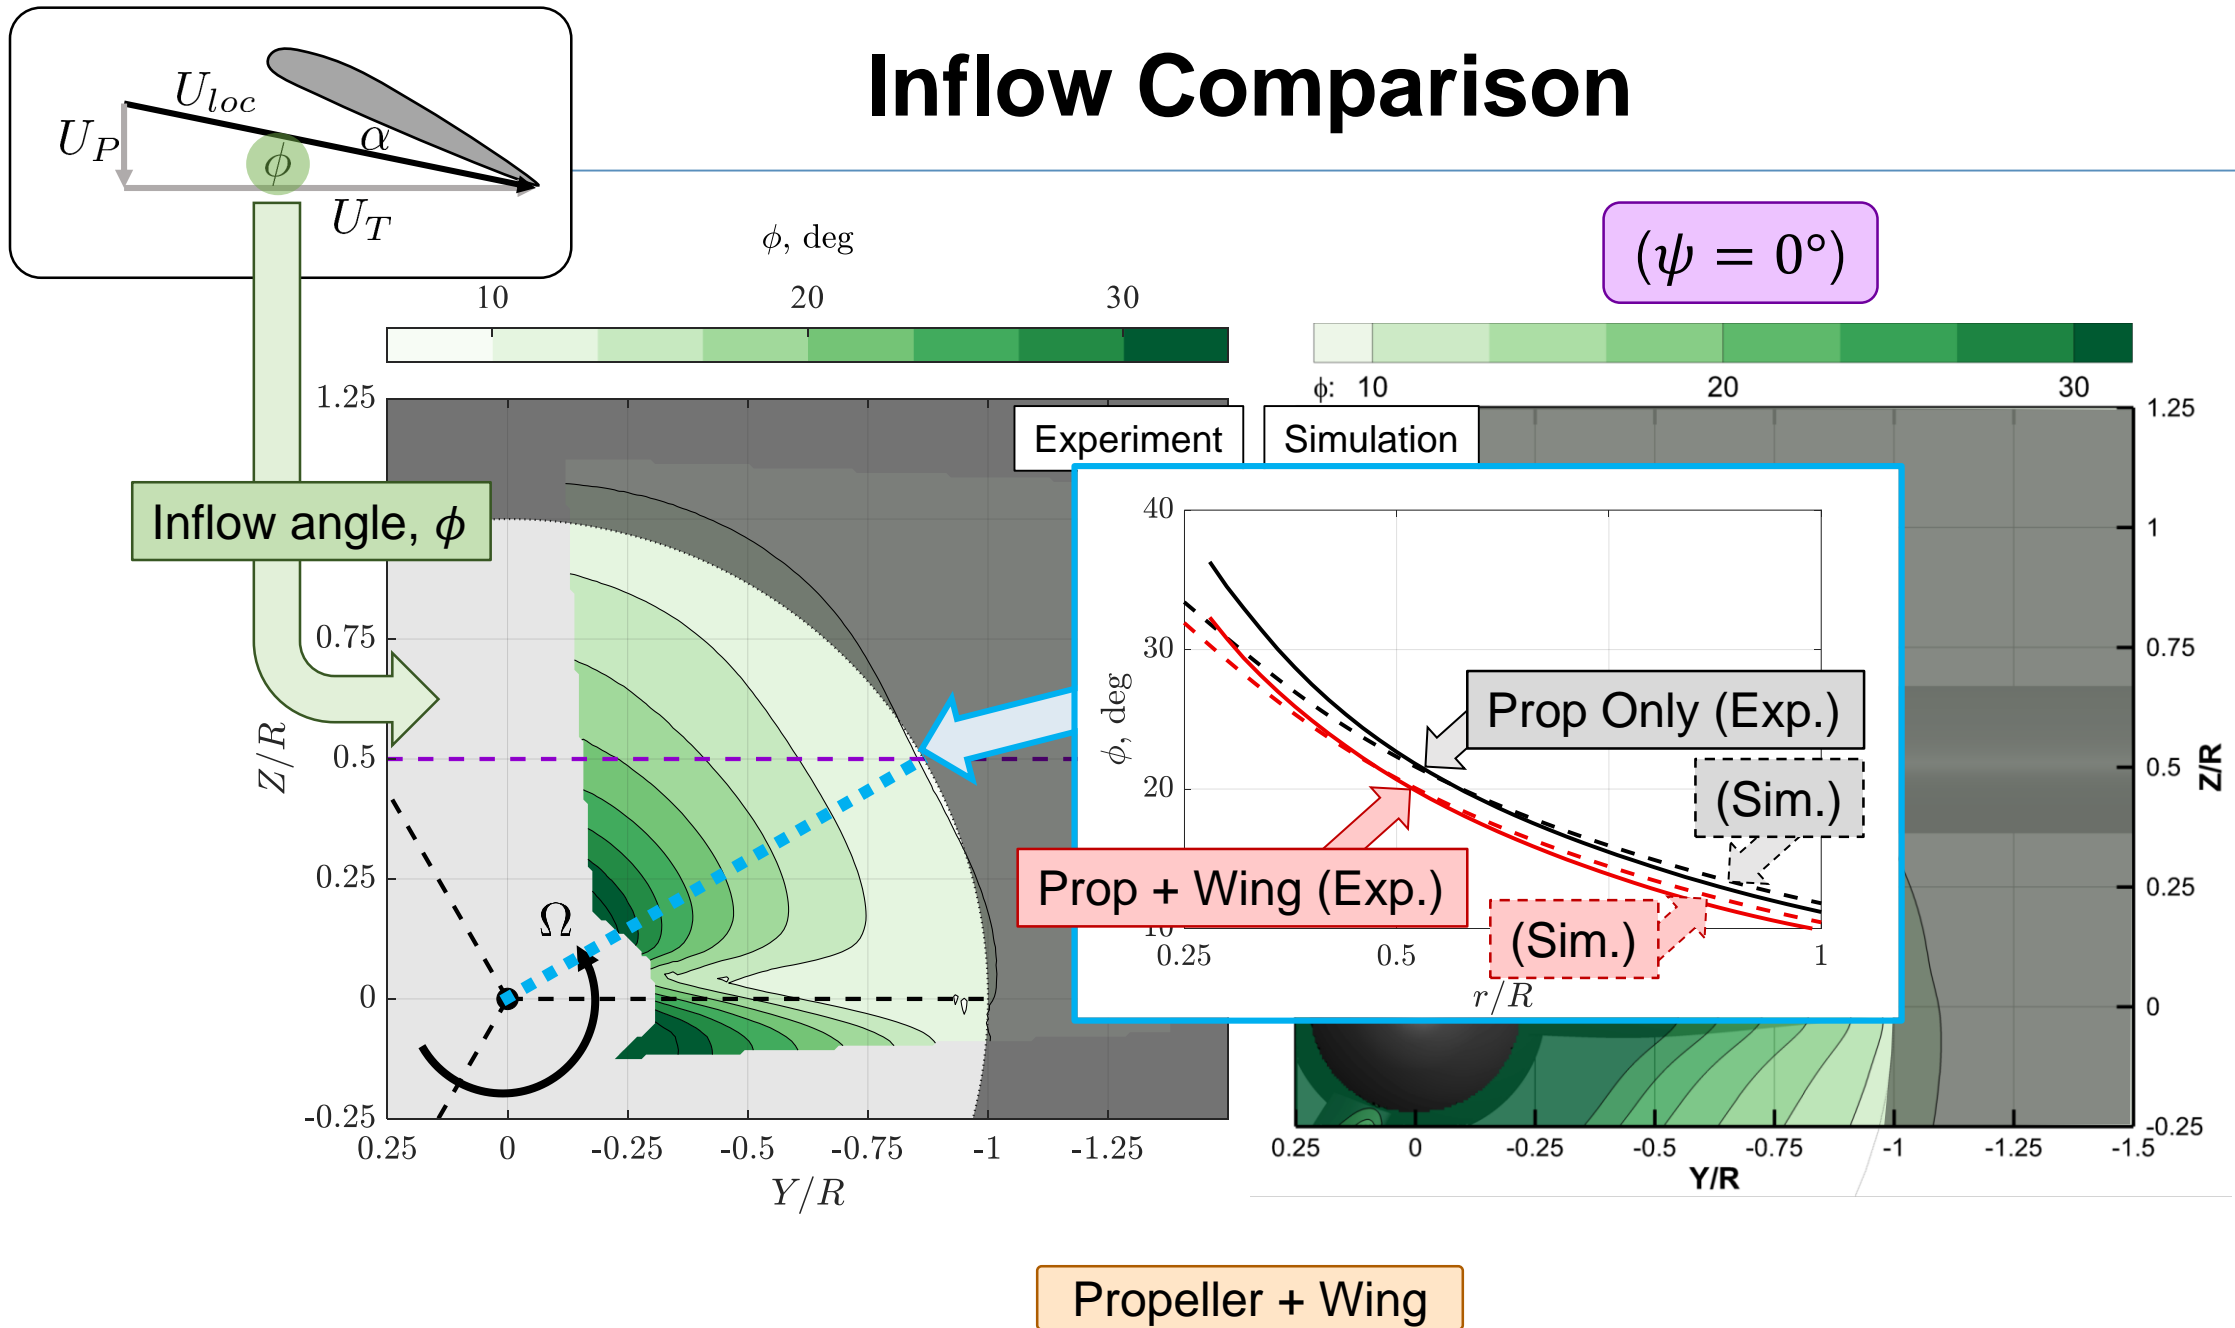 Inflow Comparison
U_loc
U_P
α
ϕ
U_T
(ψ = 0°)
ϕ, deg
10 20 30
ϕ: 10 20 30
Experiment
Simulation
Inflow angle, ϕ
1.25
0.75
0.5
0.25
0
-0.25
Z/R
Ω
0.25 0 -0.25 -0.5 -0.75 -1 -1.25
Y/R
40
30
20
10
ϕ, deg
0.25 0.5 1
r/R
Prop Only (Exp.)
(Sim.)
Prop + Wing (Exp.)
(Sim.)
1.25
1
0.75
0.5
0.25
0
-0.25
Z/R
0.25 0 -0.25 -0.5 -0.75 -1 -1.25 -1.5
Y/R
Propeller + Wing